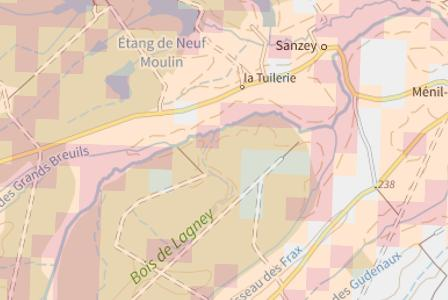 Étang de Neuf
Moulin
Sanzey
la Tuilerie
Ménil-
des Grands Breuils
238
Bois de Lagney
sseau des Frax
des Gudenaux